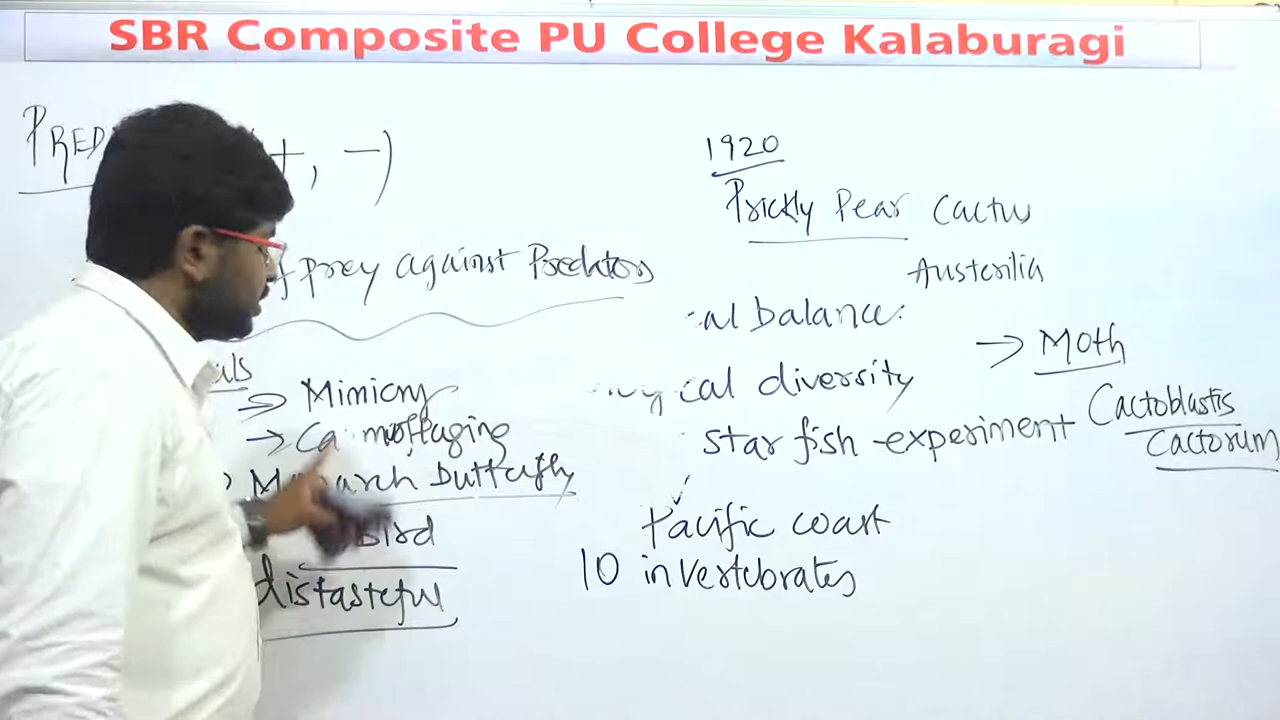 SBR Composite PU College Kalaburagi
PRED +, –)
prey against Predators
Mimicry
Monarch Butterfly
Bird
distasteful
1920
Prickly Pear Cactus
Austerilia
al balance.
cal diversity
→ Moth
Star fish experiment
Cactoblastis
Cactorum
Pacific coast
10 invertebrates